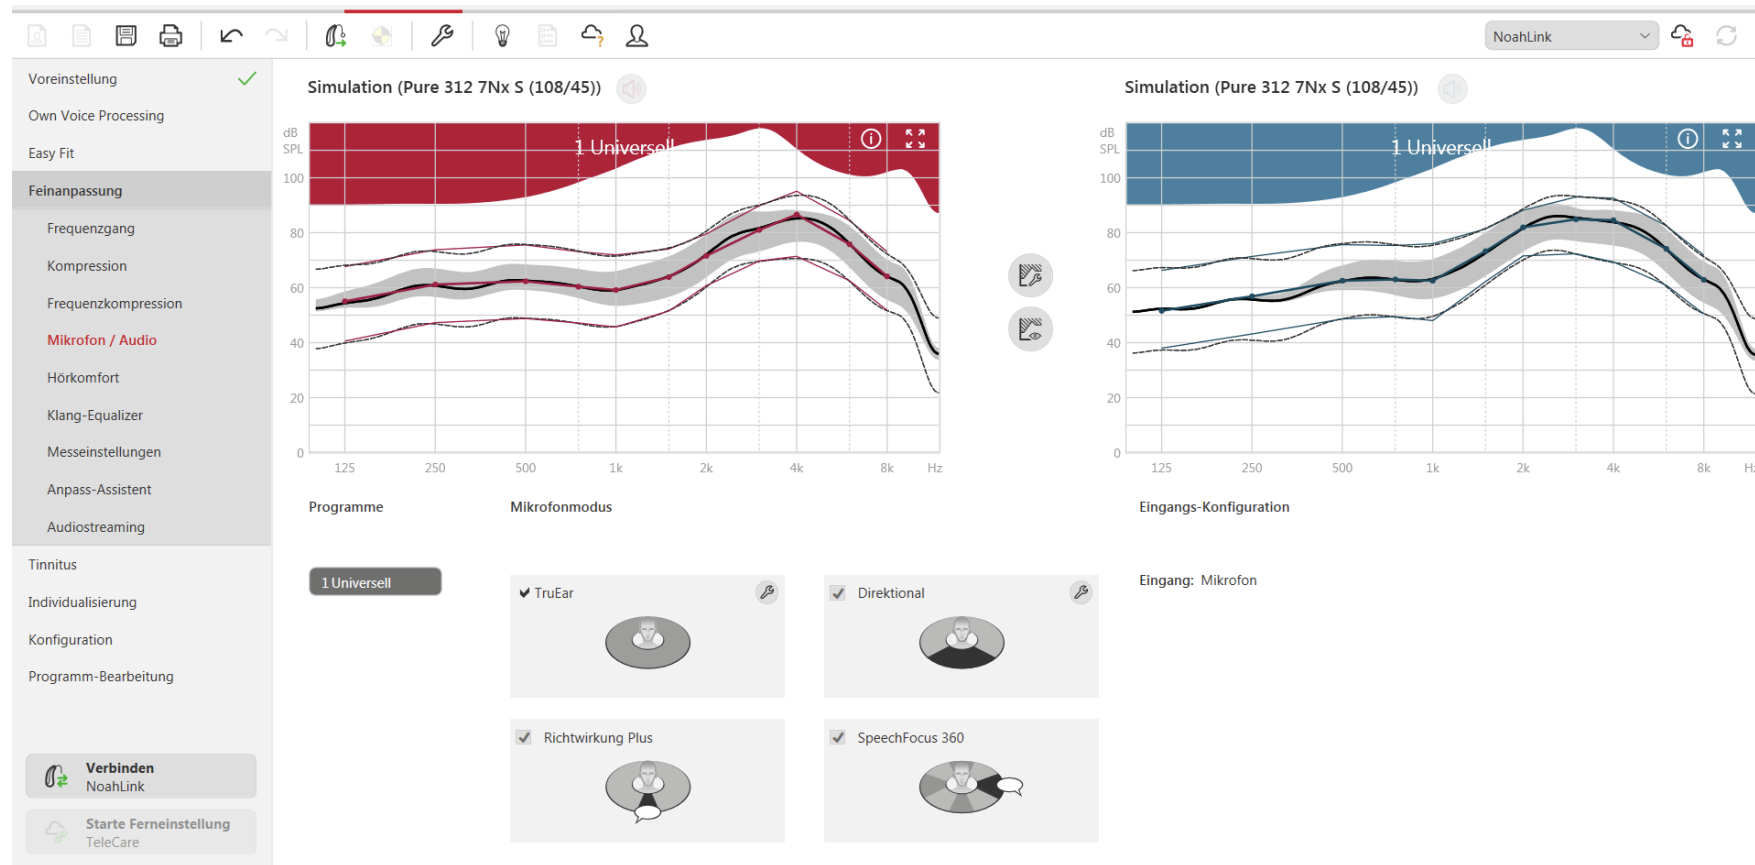 NoahLink
Voreinstellung
Own Voice Processing
Easy Fit
Feinanpassung
Frequenzgang
Kompression
Frequenzkompression
Mikrofon / Audio
Hörkomfort
Klang-Equalizer
Messeinstellungen
Anpass-Assistent
Audiostreaming
Tinnitus
Individualisierung
Konfiguration
Programm-Bearbeitung
Verbinden
NoahLink
Starte Ferneinstellung
TeleCare
Simulation (Pure 312 7Nx S (108/45))
dB
SPL
1 Universell
100
80
60
40
20
0
125 250 500 1k 2k 4k 8k Hz
Simulation (Pure 312 7Nx S (108/45))
dB
SPL
1 Universell
100
80
60
40
20
0
125 250 500 1k 2k 4k 8k Hz
Programme
Mikrofonmodus
Eingangs-Konfiguration
1 Universell
TruEar
Direktional
Eingang: Mikrofon
Richtwirkung Plus
SpeechFocus 360